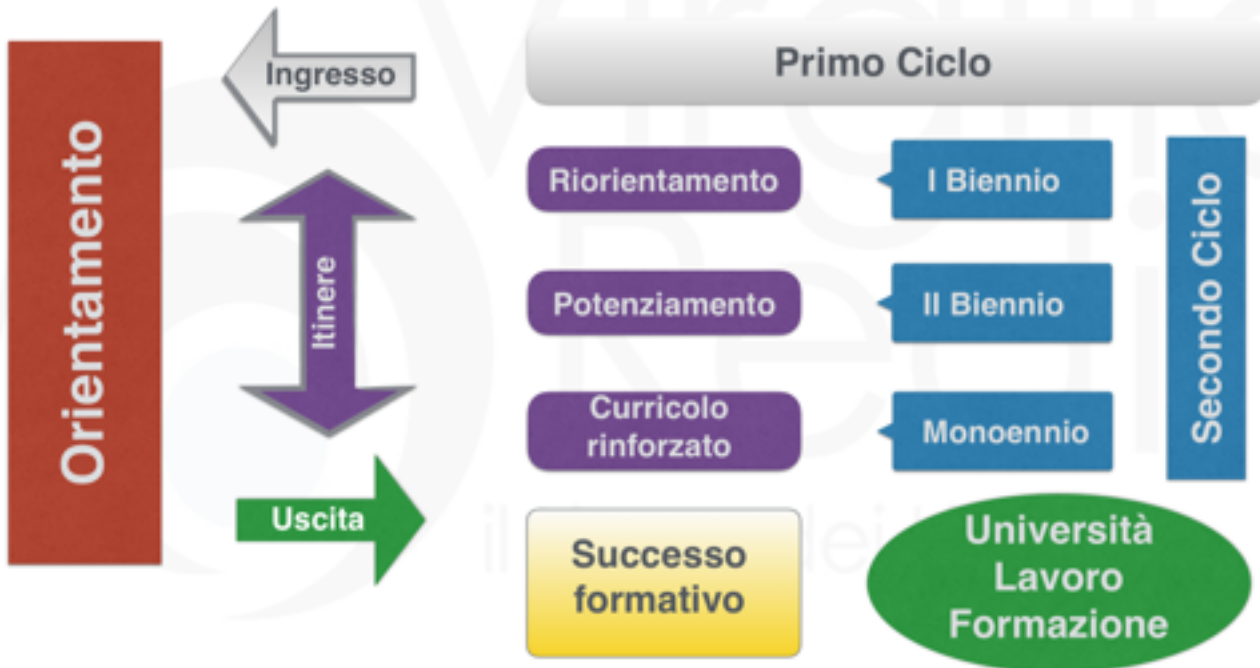 Orientamento
Ingresso
Primo Ciclo
Itinere
Riorientamento
I Biennio
Potenziamento
II Biennio
Curricolo
rinforzato
Monoennio
Secondo Ciclo
Uscita
Successo
formativo
Università
Lavoro
Formazione